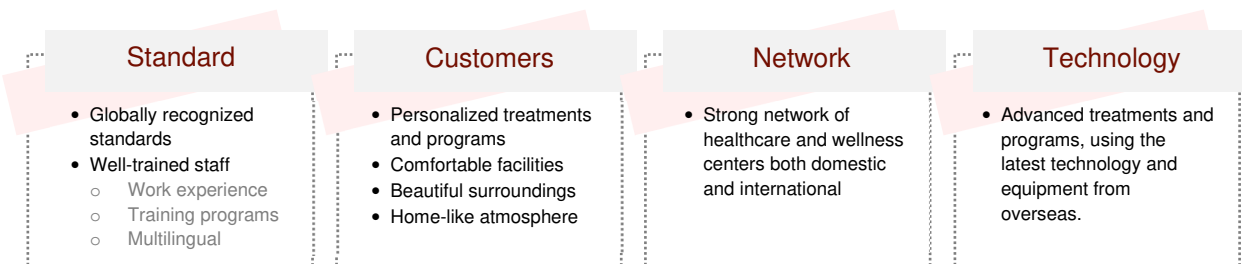 Standard
• Globally recognized
standards
• Well-trained staff
o Work experience
o Training programs
o Multilingual
Customers
• Personalized treatments
and programs
• Comfortable facilities
• Beautiful surroundings
• Home-like atmosphere
Network
• Strong network of
healthcare and wellness
centers both domestic
and international
Technology
• Advanced treatments and
programs, using the
latest technology and
equipment from
overseas.